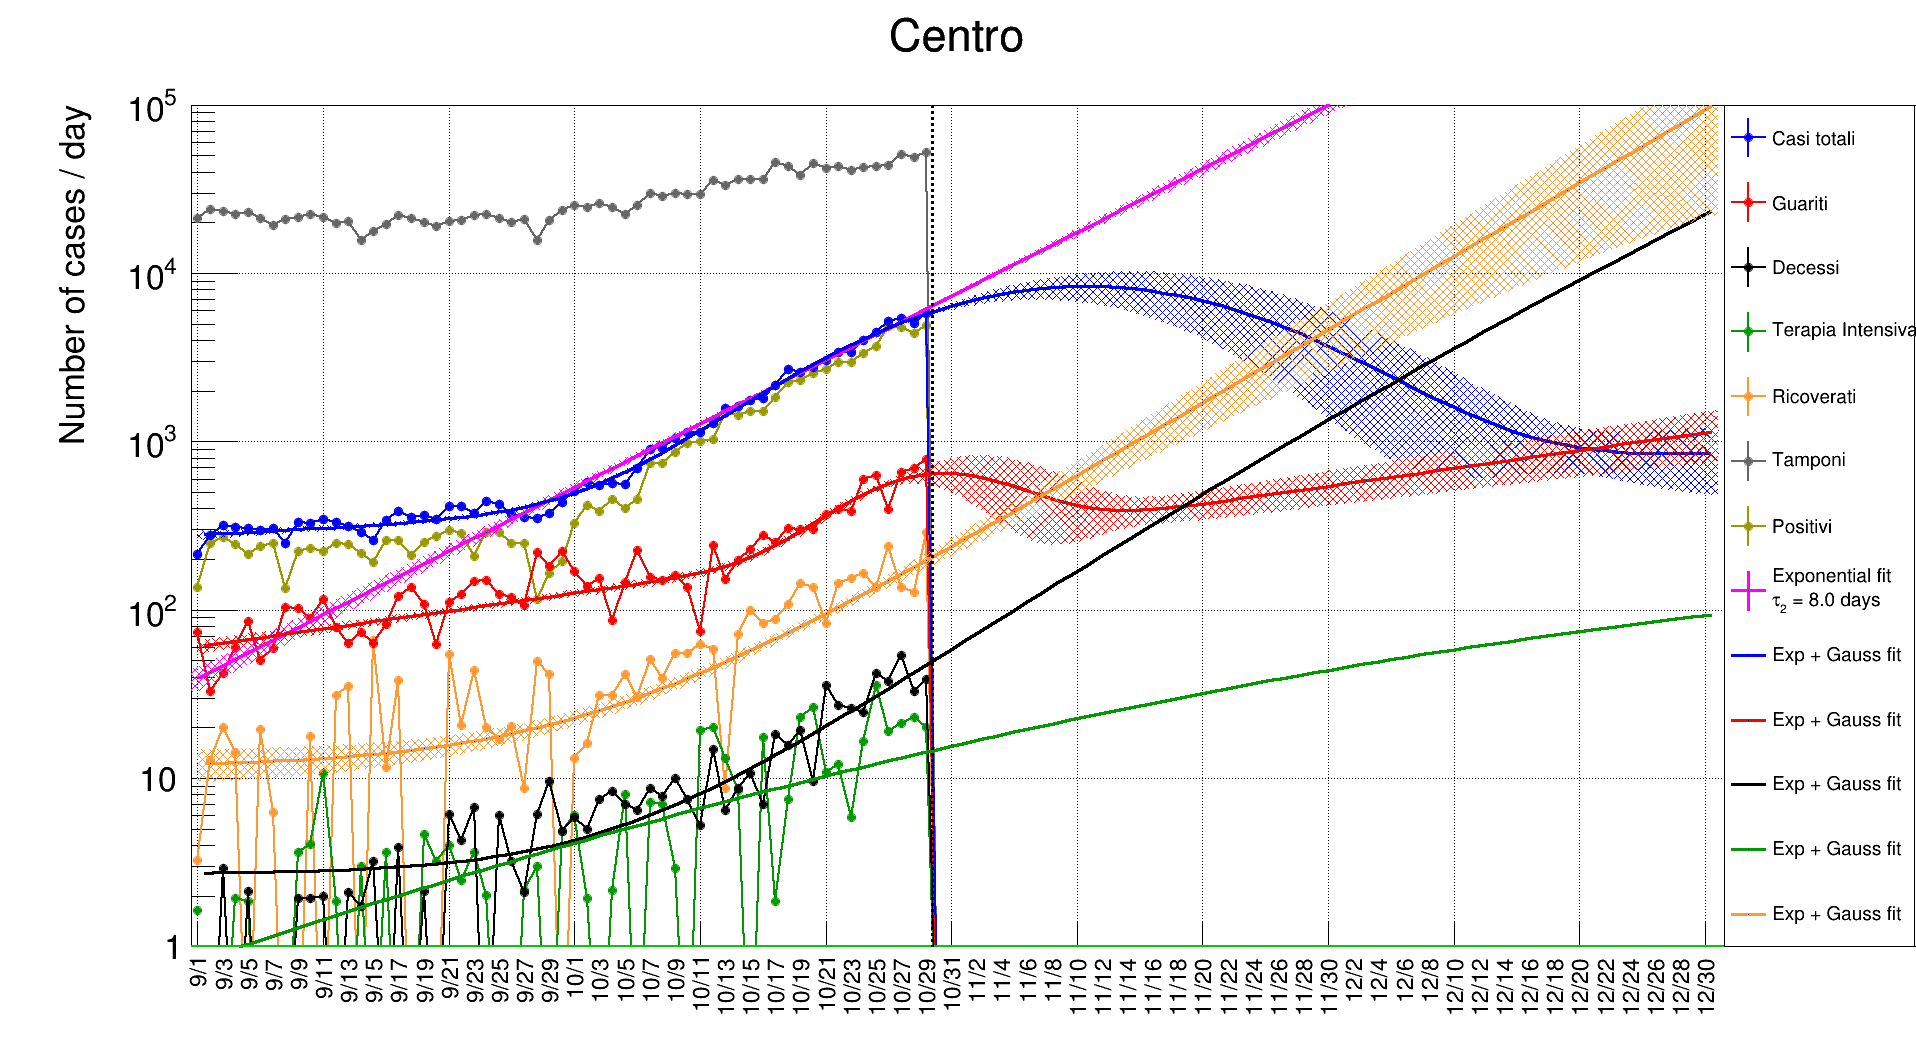 Centro
Number of cases / day
10^5
10^4
10^3
10^2
10
1
9/1 9/3 9/5 9/7 9/9 9/11 9/13 9/15 9/17 9/19 9/21 9/23 9/25 9/27 9/29 10/1 10/3 10/5 10/7 10/9 10/11 10/13 10/15 10/17 10/19 10/21 10/23 10/25 10/27 10/29 10/31 11/2 11/4 11/6 11/8 11/10 11/12 11/14 11/16 11/18 11/20 11/22 11/24 11/26 11/28 11/30 12/2 12/4 12/6 12/8 12/10 12/12 12/14 12/16 12/18 12/20 12/22 12/24 12/26 12/28 12/30
Casi totali
Guariti
Decessi
Terapia Intensiva
Ricoverati
Tamponi
Positivi
Exponential fit
τ₂ = 8.0 days
Exp + Gauss fit
Exp + Gauss fit
Exp + Gauss fit
Exp + Gauss fit
Exp + Gauss fit